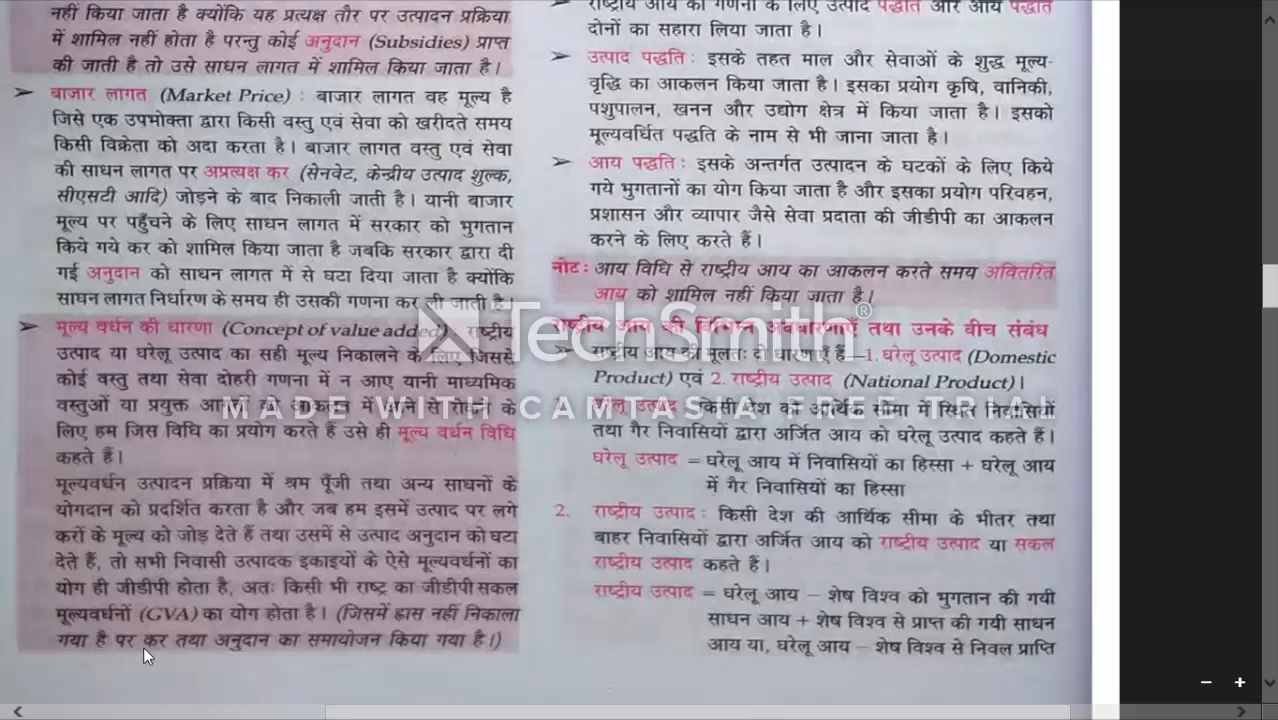 नहीं किया जाता है क्योंकि यह प्रत्यक्ष तौर पर उत्पादन प्रक्रिया
में शामिल नहीं होता है परन्तु कोई अनुदान (Subsidies) प्राप्त
की जाती है तो उसे साधन लागत में शामिल किया जाता है।
➢ बाजार लागत (Market Price) : बाजार लागत वह मूल्य है
जिसे एक उपभोक्ता द्वारा किसी वस्तु एवं सेवा को खरीदते समय
किसी विक्रेता को अदा करता है। बाजार लागत वस्तु एवं सेवा
की साधन लागत पर अप्रत्यक्ष कर (सेनवेट, केन्द्रीय उत्पाद शुल्क,
सीएसटी आदि) जोड़ने के बाद निकाली जाती है। यानी बाजार
मूल्य पर पहुँचने के लिए साधन लागत में सरकार को भुगतान
किये गये कर को शामिल किया जाता है जबकि सरकार द्वारा दी
गई अनुदान को साधन लागत में से घटा दिया जाता है क्योंकि
साधन लागत निर्धारण के समय ही उसकी गणना कर ली जाती है।
➢ मूल्य वर्धन की धारणा (Concept of value added) : राष्ट्रीय
उत्पाद या घरेलू उत्पाद का सही मूल्य निकालने के लिए जिससे
कोई वस्तु तथा सेवा दोहरी गणना में न आए यानी माध्यमिक
वस्तुओं या प्रयुक्त को में से रोकने के
लिए हम जिस विधि का प्रयोग करते हैं उसे ही मूल्य वर्धन विधि
कहते हैं।
मूल्यवर्धन उत्पादन प्रक्रिया में श्रम पूँजी तथा अन्य साधनों के
योगदान को प्रदर्शित करता है और जब हम इसमें उत्पाद पर लगे
करों के मूल्य को जोड़ देते हैं तथा उसमें से उत्पाद अनुदान को घटा
देते हैं, तो सभी निवासी उत्पादक इकाइयों के ऐसे मूल्यवर्धनों का
योग ही जीडीपी होता है, अतः किसी भी राष्ट्र का जीडीपी सकल
मूल्यवर्धनों (GVA) का योग होता है। (जिसमें ह्रास नहीं निकाला
गया है पर कर तथा अनुदान का समायोजन किया गया है।)
➢ राष्ट्रीय आय की गणना के लिए उत्पाद पद्धति और आय पद्धति
दोनों का सहारा लिया जाता है।
➢ उत्पाद पद्धति : इसके तहत माल और सेवाओं के शुद्ध मूल्य-
वृद्धि का आकलन किया जाता है। इसका प्रयोग कृषि, वानिकी,
पशुपालन, खनन और उद्योग क्षेत्र में किया जाता है। इसको
मूल्यवर्धित पद्धति के नाम से भी जाना जाता है।
➢ आय पद्धति : इसके अन्तर्गत उत्पादन के घटकों के लिए किये
गये भुगतानों का योग किया जाता है और इसका प्रयोग परिवहन,
प्रशासन और व्यापार जैसे सेवा प्रदाता की जीडीपी का आकलन
करने के लिए करते हैं।
नोट : आय विधि से राष्ट्रीय आय का आकलन करते समय अवितरित
आय को शामिल नहीं किया जाता है।
राष्ट्रीय आय की विभिन्न अवधारणाएँ तथा उनके बीच संबंध
➢ राष्ट्रीय आय की मूलतः दो धारणाएँ हैं—1. घरेलू उत्पाद (Domestic
Product) एवं 2. राष्ट्रीय उत्पाद (National Product)।
घरेलू उत्पाद किसी देश की आर्थिक सीमा में स्थित निवासियों
तथा गैर निवासियों द्वारा अर्जित आय को घरेलू उत्पाद कहते हैं।
घरेलू उत्पाद = घरेलू आय में निवासियों का हिस्सा + घरेलू आय
में गैर निवासियों का हिस्सा
2. राष्ट्रीय उत्पाद : किसी देश की आर्थिक सीमा के भीतर तथा
बाहर निवासियों द्वारा अर्जित आय को राष्ट्रीय उत्पाद या सकल
राष्ट्रीय उत्पाद कहते हैं।
राष्ट्रीय उत्पाद = घरेलू आय – शेष विश्व को भुगतान की गयी
साधन आय + शेष विश्व से प्राप्त की गयी साधन
आय या, घरेलू आय – शेष विश्व से निवल प्राप्ति
TechSmith®
MADE WITH CAMTASIA FREE TRIAL